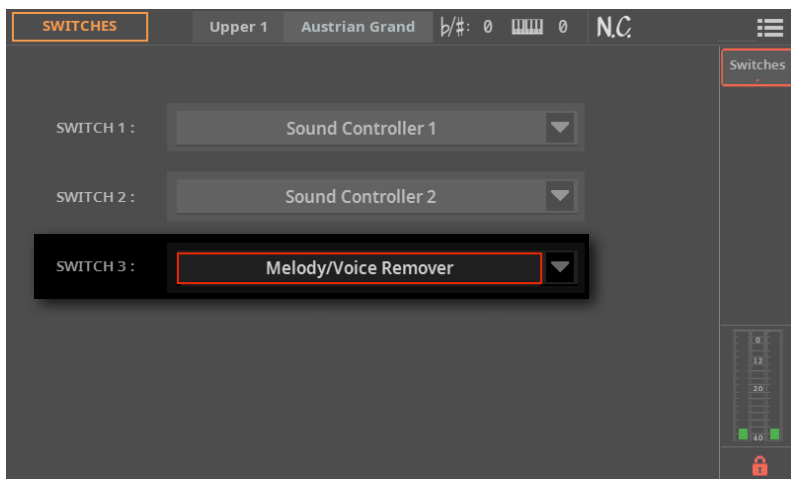 SWITCHES Upper 1 Austrian Grand ♭/#: 0 0 N.C.
Switches
SWITCH 1 : Sound Controller 1
SWITCH 2 : Sound Controller 2
SWITCH 3 : Melody/Voice Remover
0
12
20
40